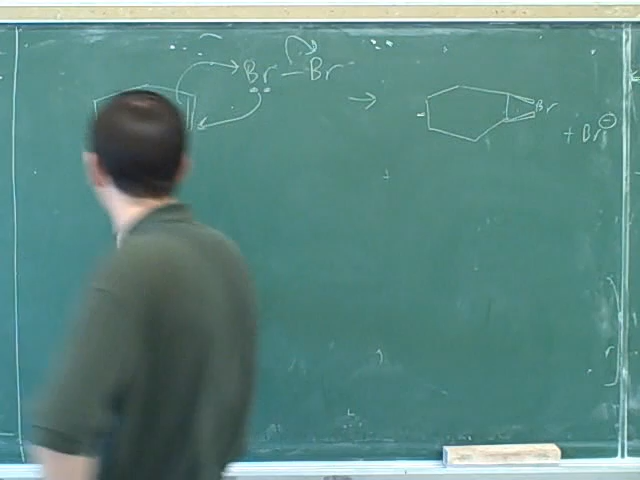 Br — Br → Br + Br⊖